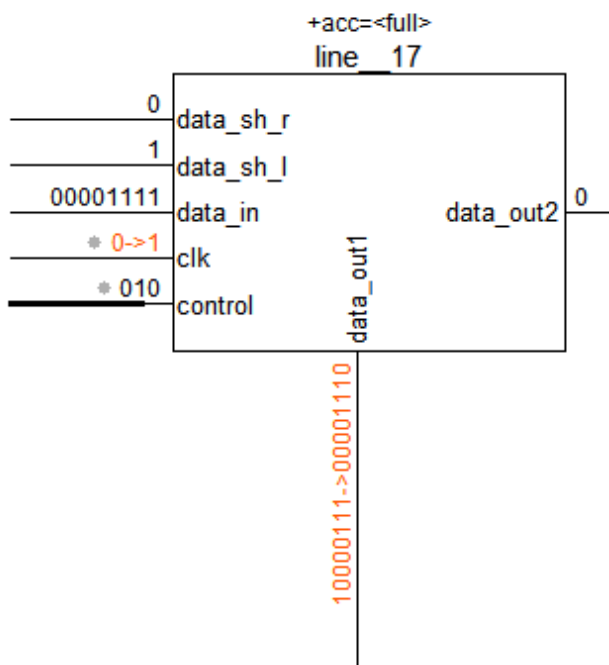 +acc=<full>
line__17
0
data_sh_r
1
data_sh_l
00001111
data_in
data_out2
0
0->1
clk
010
control
data_out1
10000111->00001110